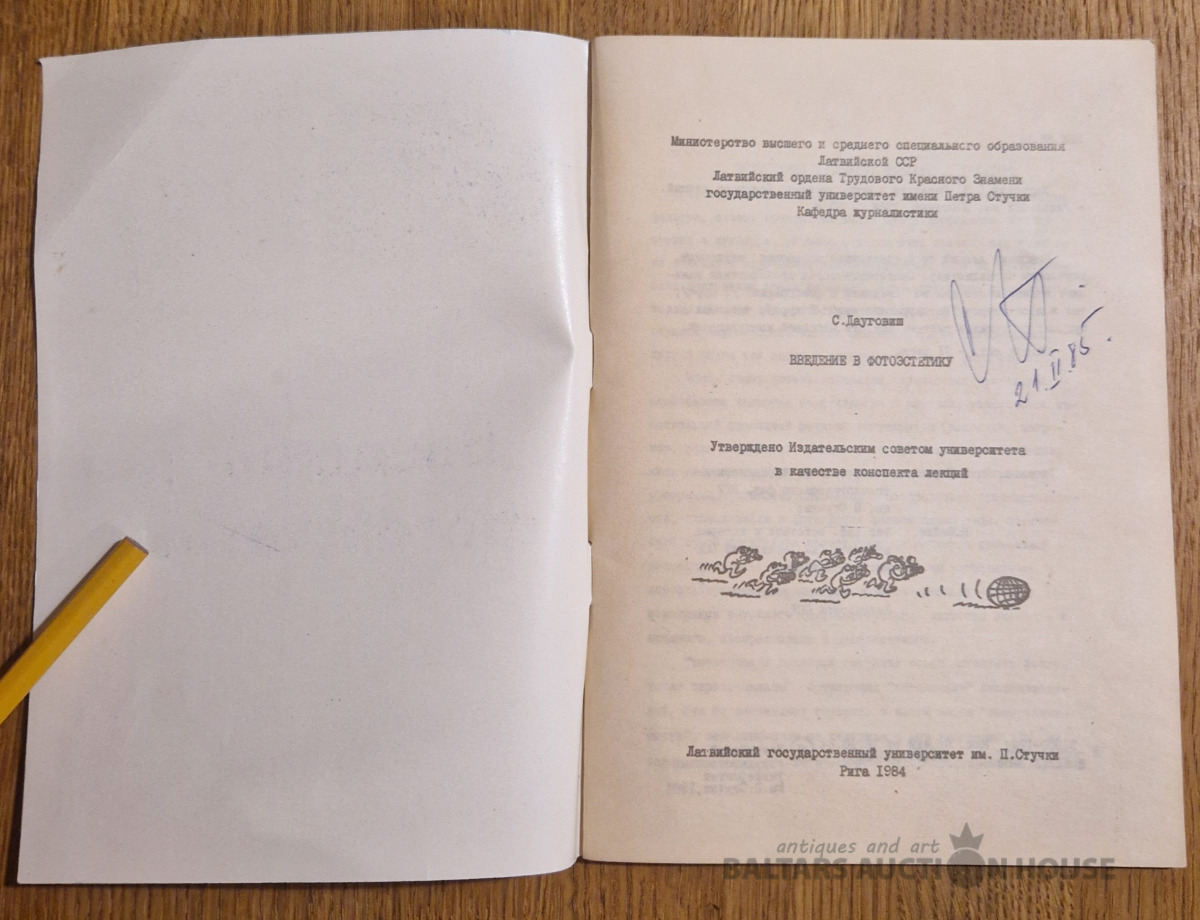 Министерство высшего и среднего специального образования
Латвийской ССР
Латвийский ордена Трудового Красного Знамени
государственный университет имени Петра Стучки
Кафедра журналистики
С.Дауговиш
ВВЕДЕНИЕ В ФОТОЭСТЕТИКУ
21.II.85.
Утверждено Издательским советом университета
в качестве конспекта лекций
Латвийский государственный университет им. П.Стучки
Рига 1984
antiques and art
BALTARS AUCTION HOUSE